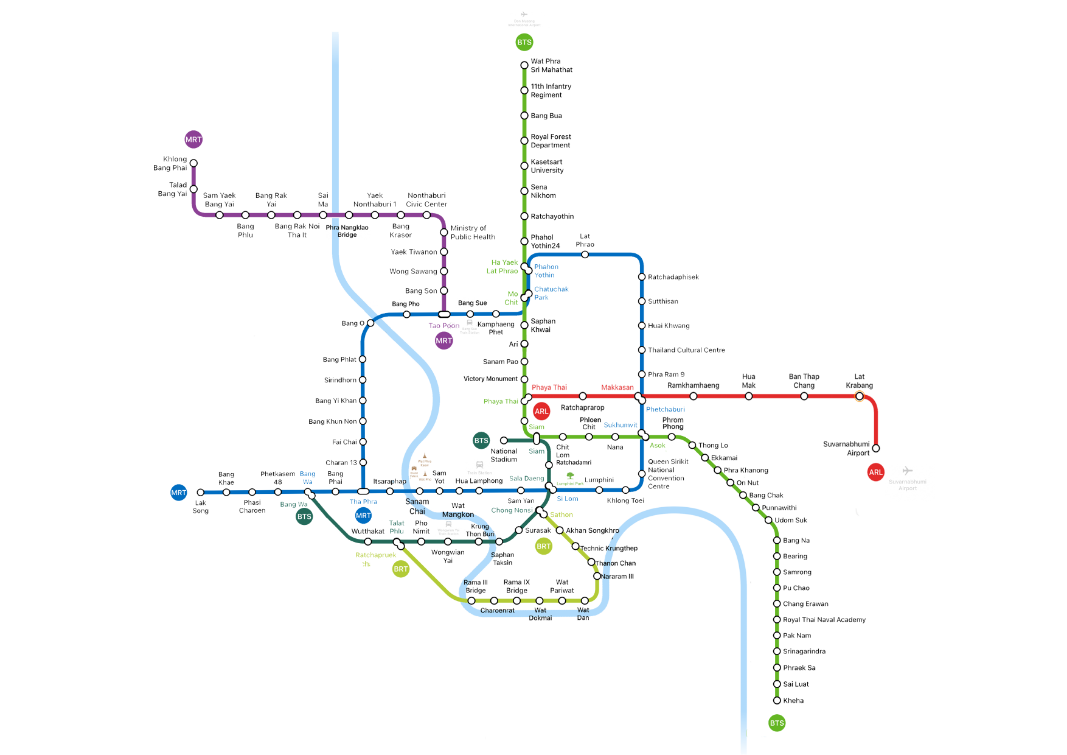 BTS
Wat Phra
Sri Mahathat
11th Infantry
Regiment
Bang Bua
Royal Forest
Department
Kasetsart
University
Sena
Nikhom
Ratchayothin
Phahol
Yothin24
Ha Yaek
Lat Phrao
Phahon
Yothin
Mo
Chit
Chatuchak
Park
Lat
Phrao
MRT
Khlong
Bang Phai
Talad
Bang Yai
Sam Yaek
Bang Yai
Bang
Phlu
Bang Rak
Yai
Bang Rak Noi
Tha It
Sai
Ma
Phra Nangklao
Bridge
Yaek
Nonthaburi 1
Bang
Krasor
Nonthaburi
Civic Center
Ministry of
Public Health
Yaek Tiwanon
Wong Sawang
Bang Son
Bang Pho
Bang Sue
Tao Poon
MRT
Kamphaeng
Phet
Bang O
Saphan
Khwai
Ari
Sanam Pao
Victory Monument
Phaya Thai
Phaya Thai
ARL
Ratchaprarop
Makkasan
Ratchadaphisek
Sutthisan
Huai Khwang
Thailand Cultural Centre
Phra Ram 9
Phetchaburi
Ramkhamhaeng
Hua
Mak
Ban Thap
Chang
Lat
Krabang
Suvarnabhumi
Airport
ARL
Suvarnabhumi
Airport
Bang Phlat
Sirindhorn
Bang Yi Khan
Bang Khun Non
Fai Chai
Charan 13
BTS
National
Stadium
Siam
Siam
Chit
Lom
Phloen
Chit
Nana
Sukhumwit
Asok
Phrom
Phong
Thong Lo
Ekkamai
Phra Khanong
On Nut
Bang Chak
Punnawithi
Udom Suk
Bang Na
Bearing
Samrong
Pu Chao
Chang Erawan
Royal Thai Naval Academy
Pak Nam
Srinagarindra
Phraek Sa
Sai Luat
Kheha
BTS
Ratchadamri
Sala Daeng
Queen Sirikit
National
Convention
Centre
MRT
Lak
Song
Bang
Khae
Phasi
Charoen
Phetkasem
48
Bang
Wa
Bang Wa
BTS
Bang
Phai
Tha Phra
MRT
Itsaraphap
Sanam
Chai
Sam
Yot
Wat
Mangkon
Hua Lamphong
Sam Yan
Si Lom
Lumphini
Khlong Toei
Chong Nonsi
Sathon
BRT
Surasak
Saphan
Taksin
Krung
Thon Buri
Wongwian
Yai
Pho
Nimit
Talat
Phlu
Wutthakat
Ratchapruek
BRT
Rama III
Bridge
Charoenrat
Rama IX
Bridge
Wat
Dokmai
Wat
Pariwat
Wat
Dan
Nararam III
Thanon Chan
Technic Krungthep
Akhan Songkhro